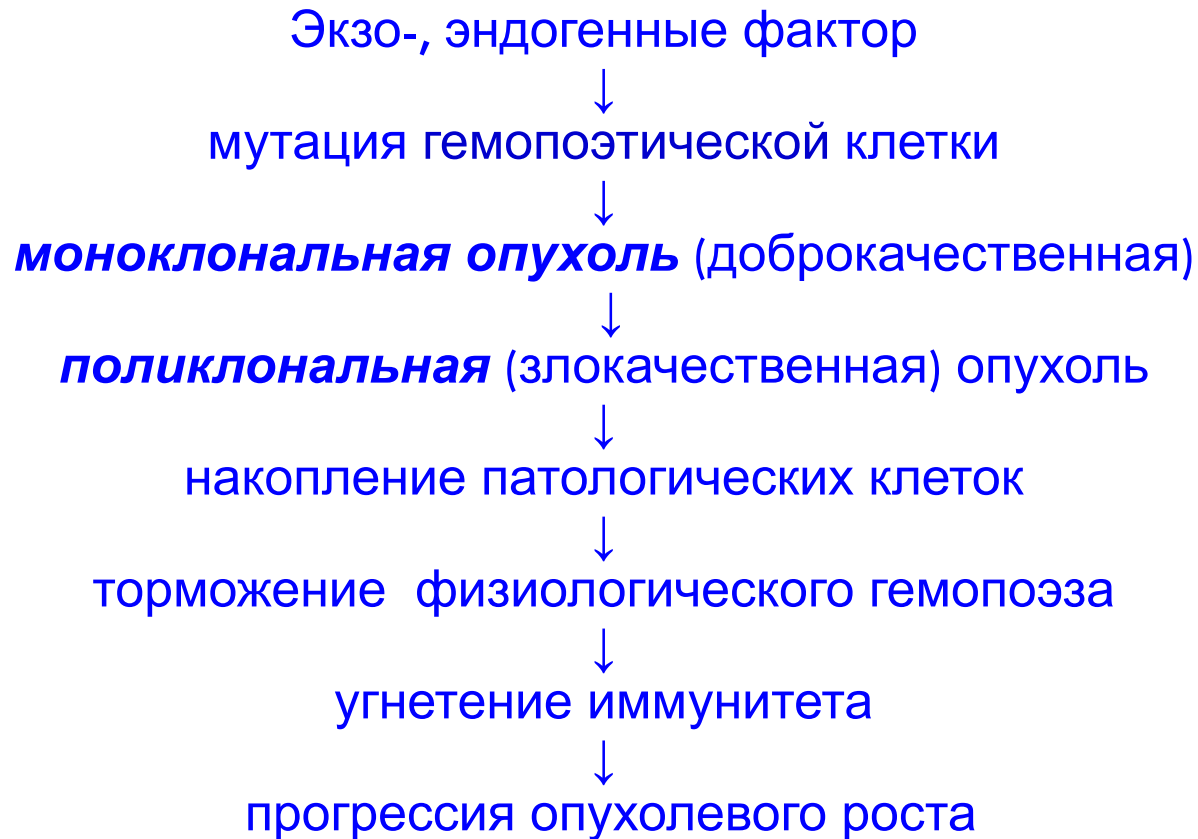 Экзо-, эндогенные фактор
↓
мутация гемопоэтической клетки
↓
моноклональная опухоль (доброкачественная)
↓
поликлональная (злокачественная) опухоль
↓
накопление патологических клеток
↓
торможение физиологического гемопоэза
↓
угнетение иммунитета
↓
прогрессия опухолевого роста